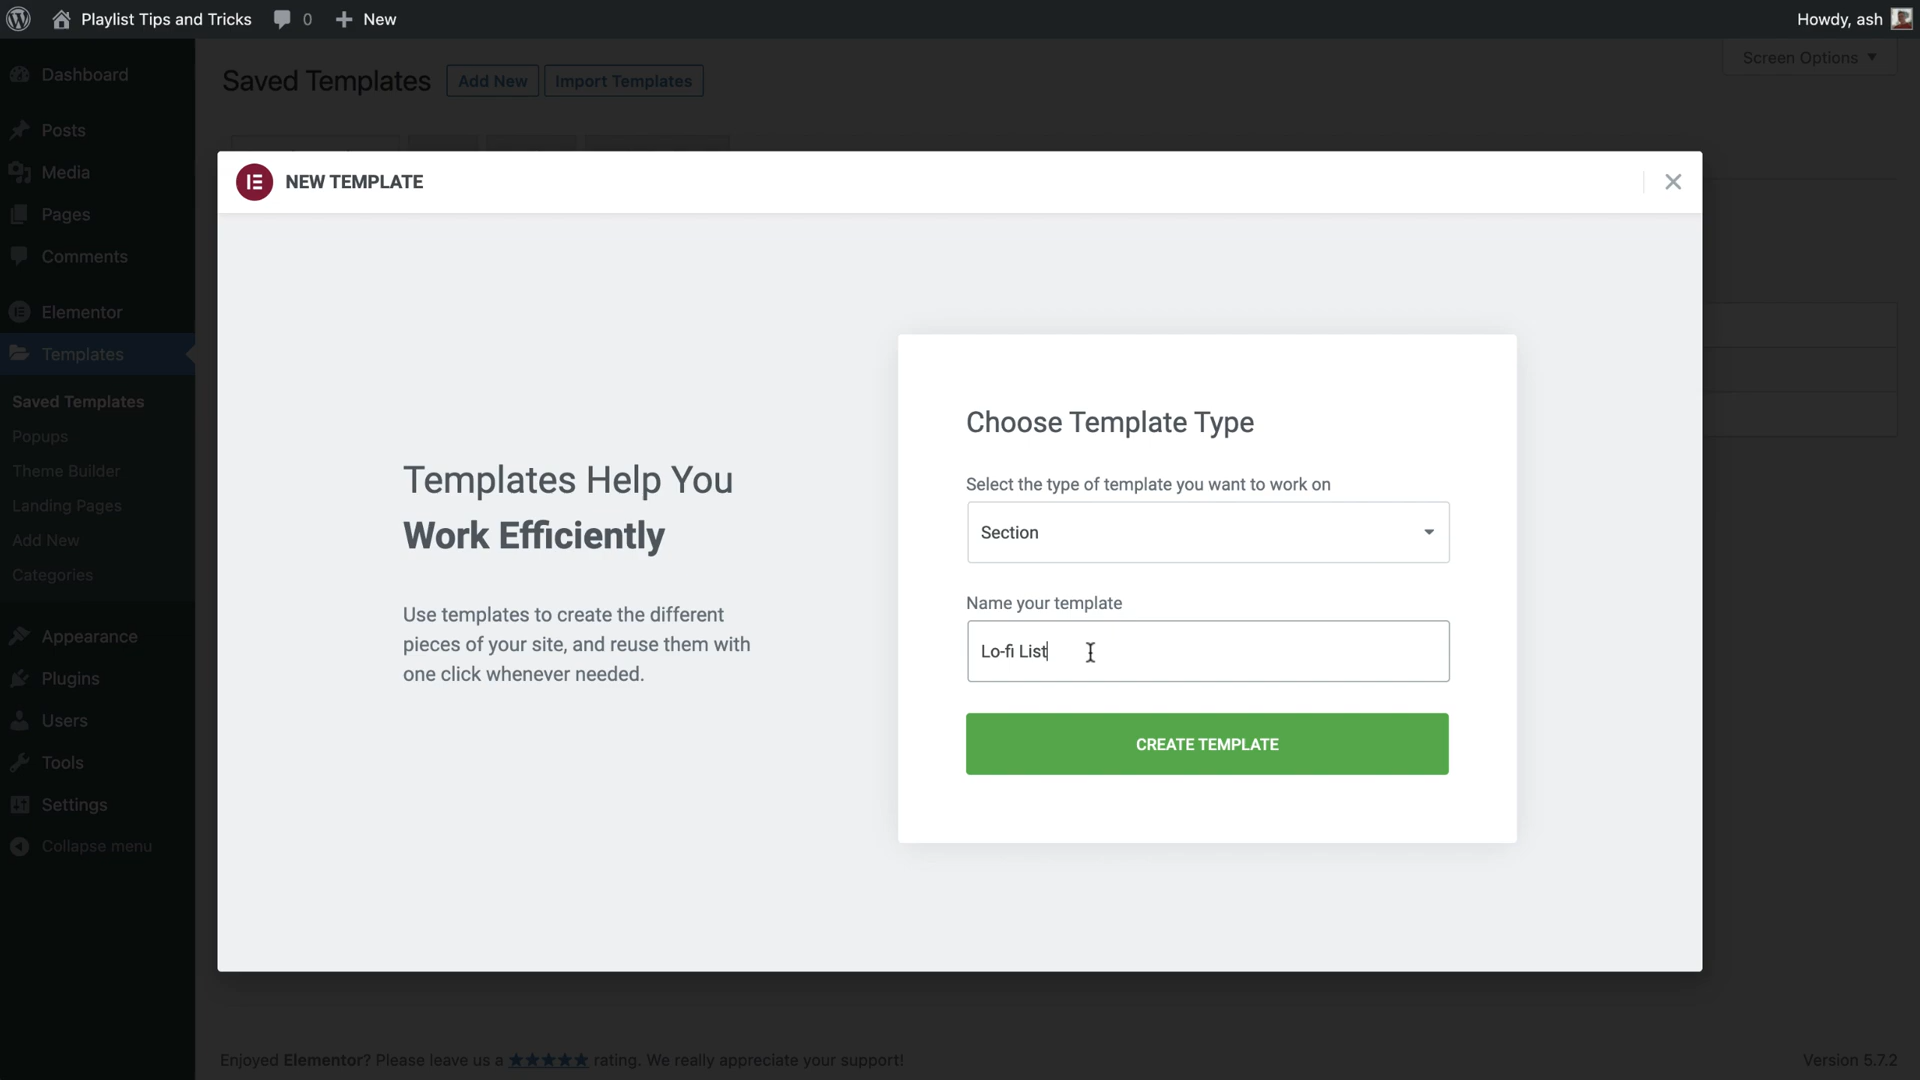 Playlist Tips and Tricks
0
New
Howdy, ash
Dashboard
Posts
Media
Pages
Comments
Elementor
Templates
Saved Templates
Popups
Theme Builder
Landing Pages
Add New
Categories
Appearance
Plugins
Users
Tools
Settings
Collapse menu
Saved Templates
Add New
Import Templates
Screen Options
NEW TEMPLATE
Templates Help You
Work Efficiently
Use templates to create the different
pieces of your site, and reuse them with
one click whenever needed.
Choose Template Type
Select the type of template you want to work on
Section
Name your template
Lo-fi List
CREATE TEMPLATE
Enjoyed Elementor? Please leave us a ★★★★★ rating. We really appreciate your support!
Version 5.7.2